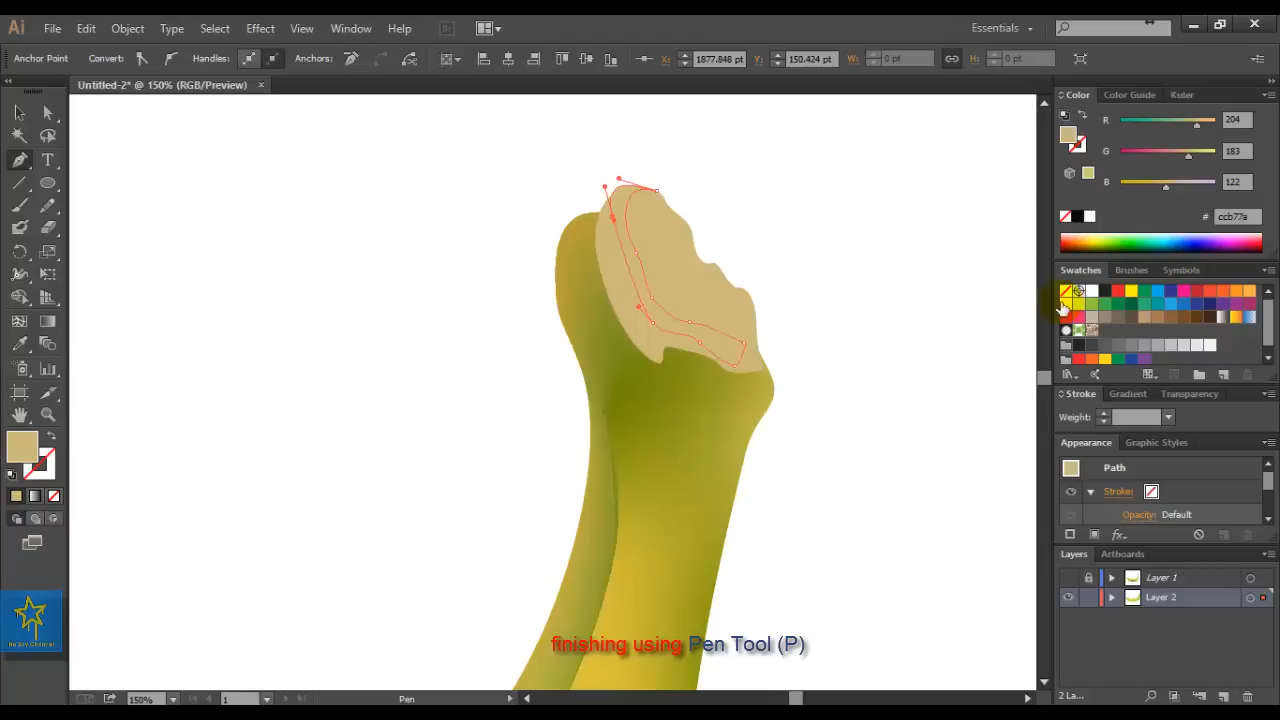 Ai File Edit Object Type Select Effect View Window Help Br Essentials
Anchor Point Convert: Handles: Anchors: X: 1877.848 pt Y: 150.424 pt W: 0 pt H: 0 pt
Untitled-2* @ 150% (RGB/Preview) ×
Color Color Guide Kuler
R 204
G 183
B 122
# ccb77a
Swatches Brushes Symbols
Stroke Gradient Transparency
Weight:
Appearance Graphic Styles
Path
Stroke:
Opacity: Default
Layers Artboards
Layer 1
Layer 2
finishing using Pen Tool (P)
150% 1 Pen
2 La...